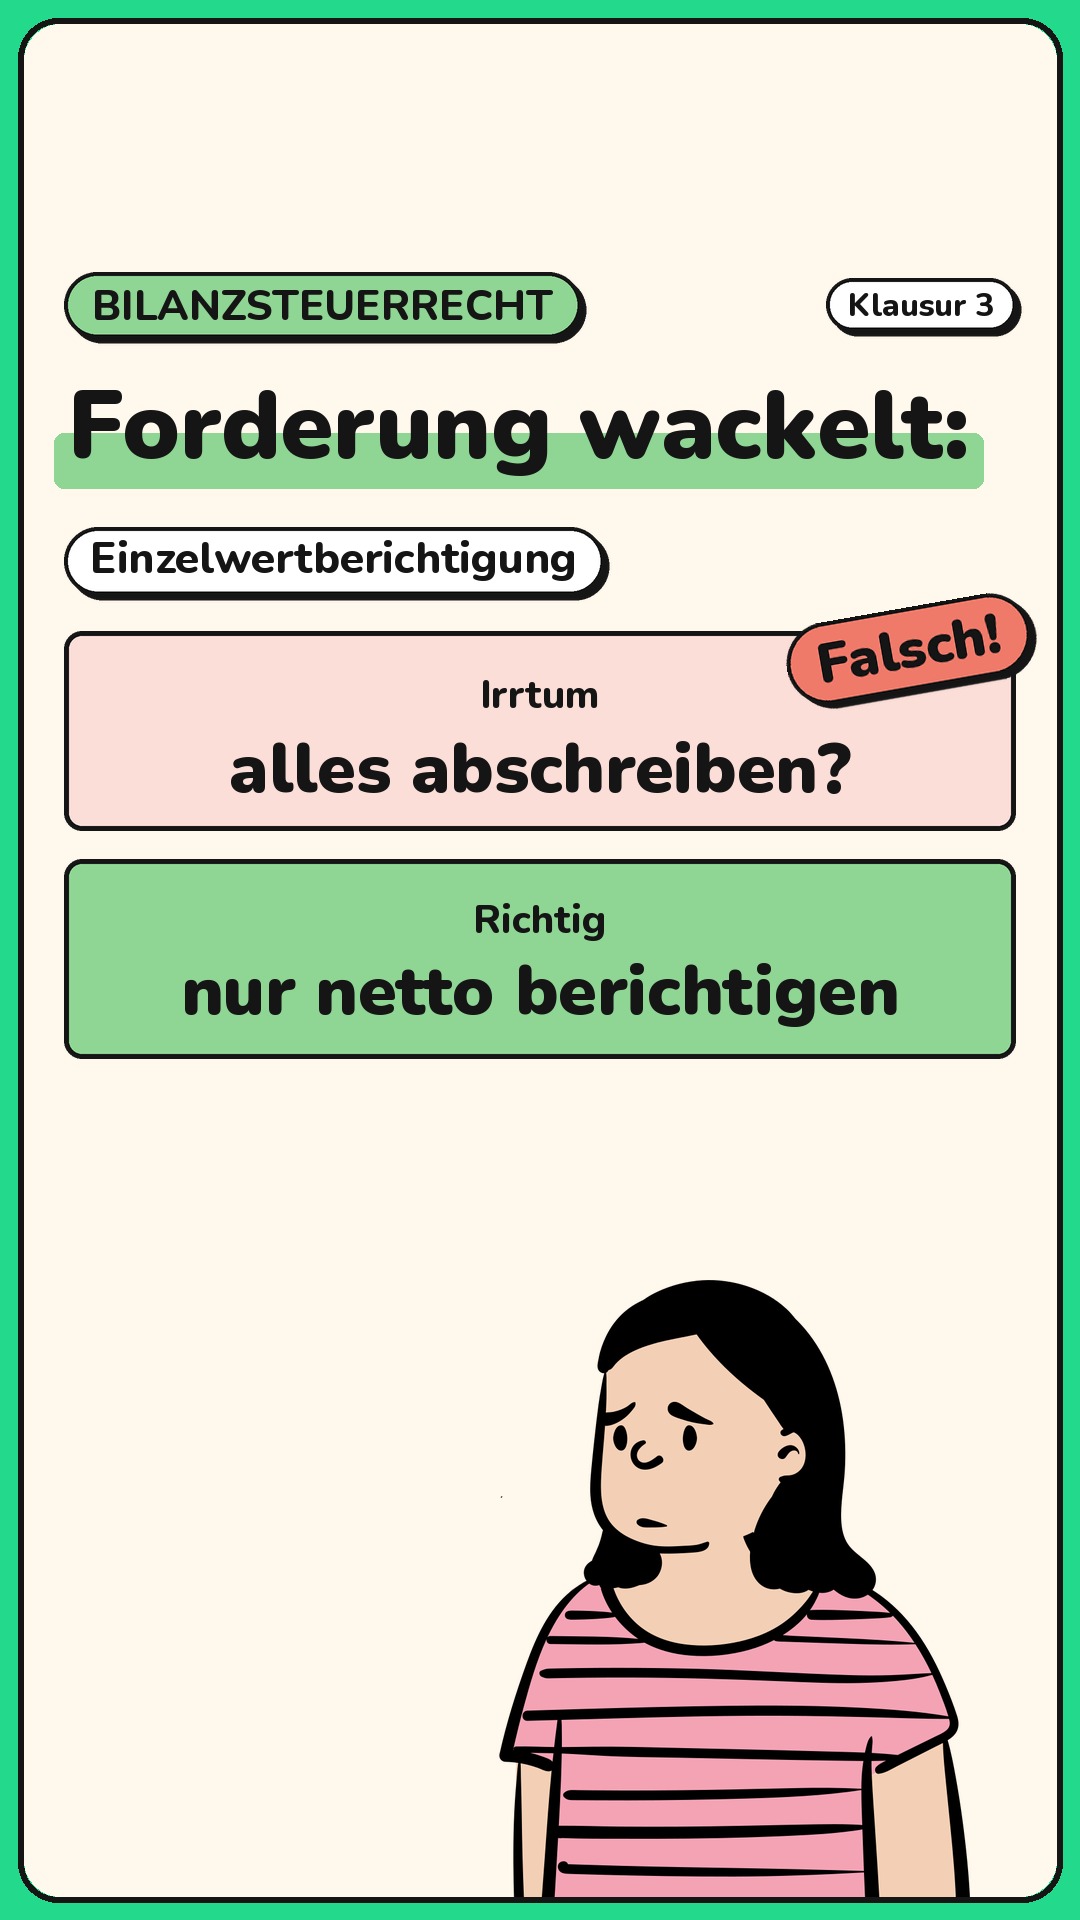 BILANZSTEUERRECHT
Klausur 3
Forderung wackelt:
Einzelwertberichtigung
Falsch!
Irrtum
alles abschreiben?
Richtig
nur netto berichtigen